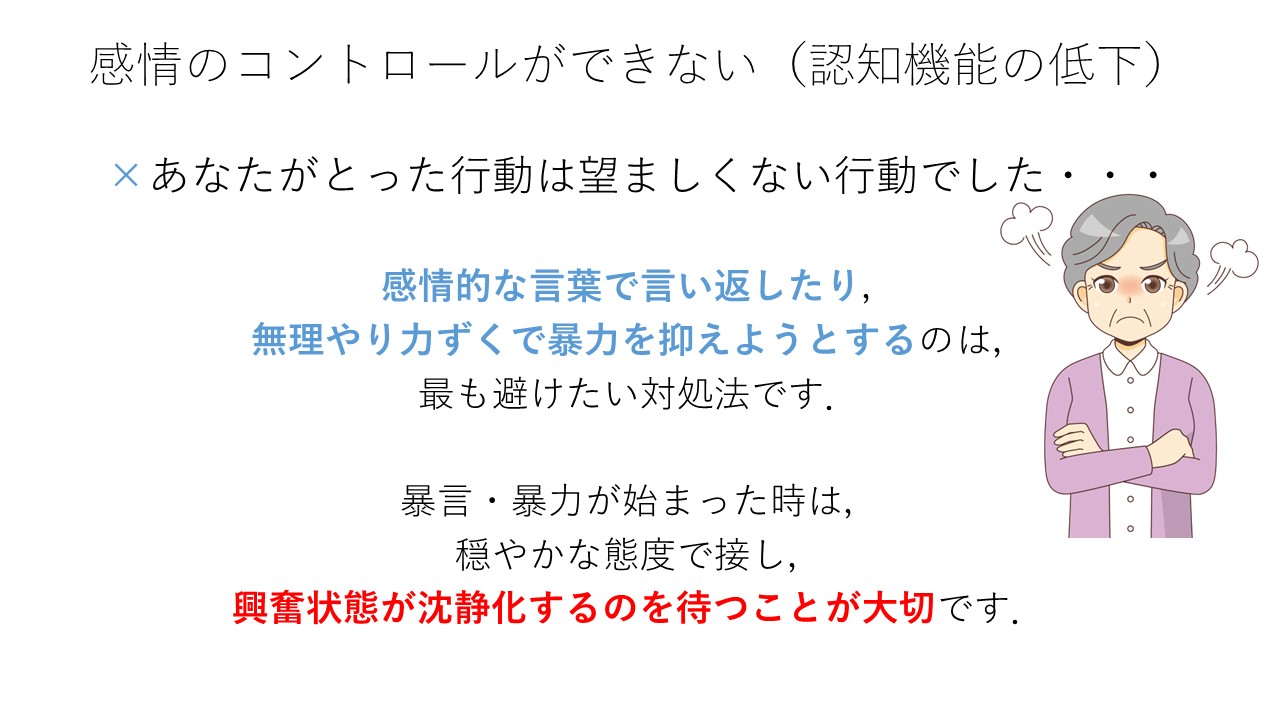 感情のコントロールができない（認知機能の低下）
×あなたがとった行動は望ましくない行動でした・・・
感情的な言葉で言い返したり，
無理やり力ずくで暴力を抑えようとするのは，
最も避けたい対処法です．
暴言・暴力が始まった時は，
穏やかな態度で接し，
興奮状態が沈静化するのを待つことが大切です．